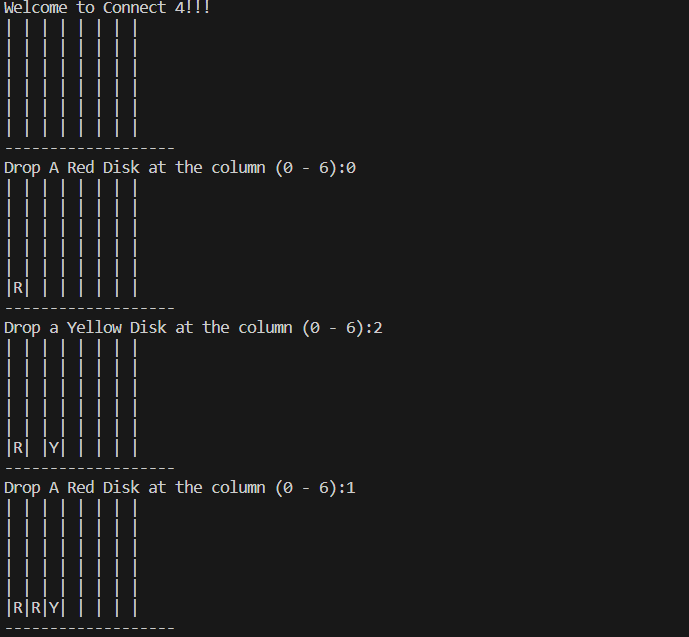 Welcome to Connect 4!!!
| | | | | | | |
| | | | | | | |
| | | | | | | |
| | | | | | | |
| | | | | | | |
| | | | | | | |
-------------------
Drop A Red Disk at the column (0 - 6):0
| | | | | | | |
| | | | | | | |
| | | | | | | |
| | | | | | | |
| | | | | | | |
|R| | | | | | |
-------------------
Drop a Yellow Disk at the column (0 - 6):2
| | | | | | | |
| | | | | | | |
| | | | | | | |
| | | | | | | |
| | | | | | | |
|R| |Y| | | | |
-------------------
Drop A Red Disk at the column (0 - 6):1
| | | | | | | |
| | | | | | | |
| | | | | | | |
| | | | | | | |
| | | | | | | |
|R|R|Y| | | | |
-------------------